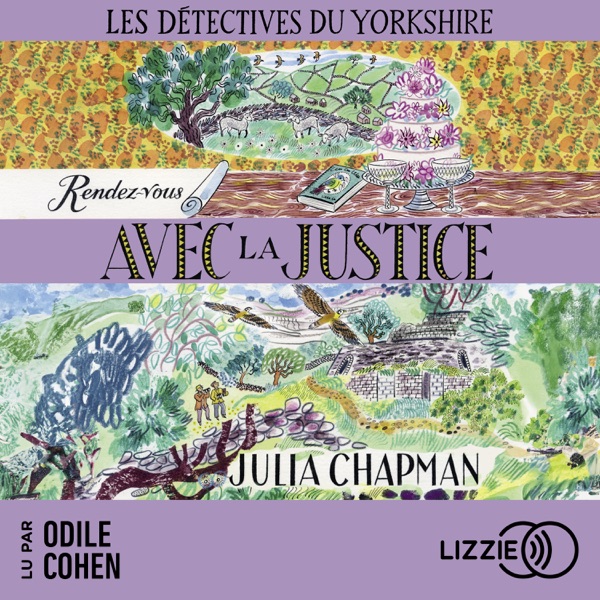 LES DÉTECTIVES DU YORKSHIRE
Rendez-vous
AVEC LA JUSTICE
JULIA CHAPMAN
LU PAR
ODILE
COHEN
LIZZIE